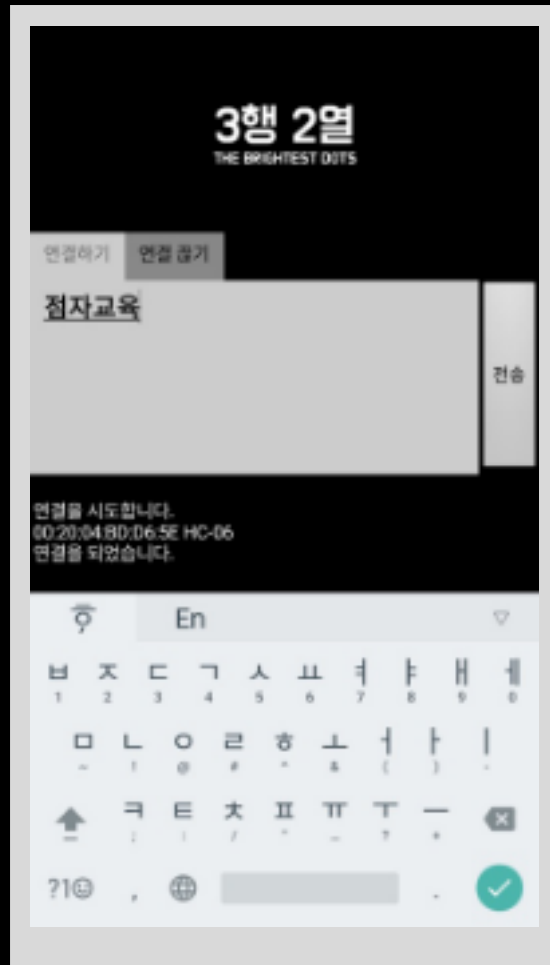 3행 2열
THE BRIGHTEST DOTS
연결하기 연결 끊기
점자교육
전송
연결을 시도합니다.
00:20:04:BD:D6:5E HC-06
연결을 되었습니다.
ㅎ En
ㅂ ㅈ ㄷ ㄱ ㅅ ㅛ ㅕ ㅑ ㅐ ㅔ
1 2 3 4 5 6 7 8 9 0
ㅁ ㄴ ㅇ ㄹ ㅎ ㅗ ㅓ ㅏ ㅣ
~ ! @ # ^ & ( ) -
ㅋ ㅌ ㅊ ㅍ ㅠ ㅜ ㅡ
; / _ ?
?1☺ , .